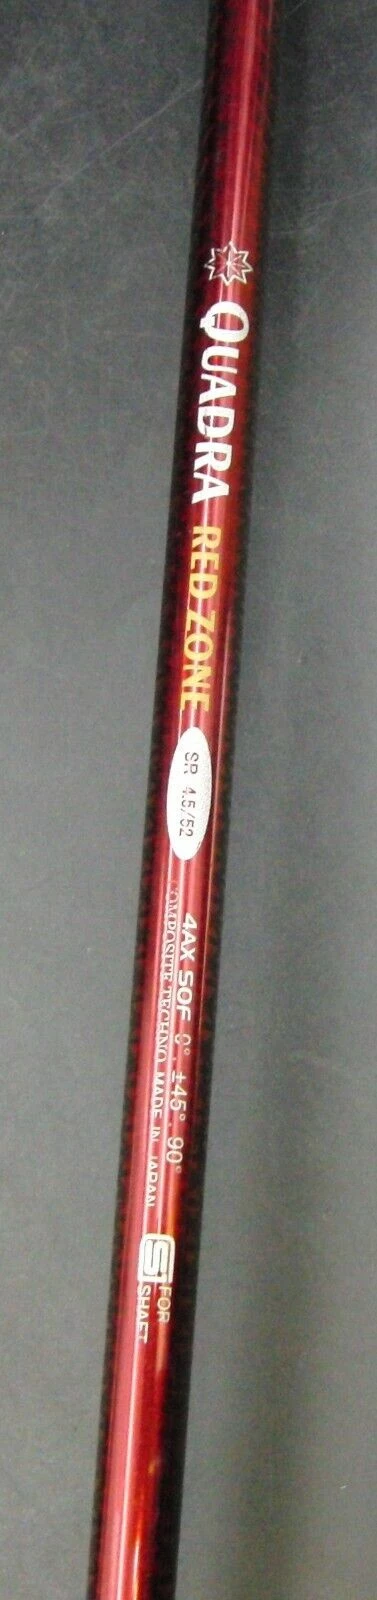 QUADRA RED ZONE
SR 4.5/52
4AX SOF 0°. ±45°. 90°
COMPOSITE TECHNO. MADE IN JAPAN
S FOR
SHAFT